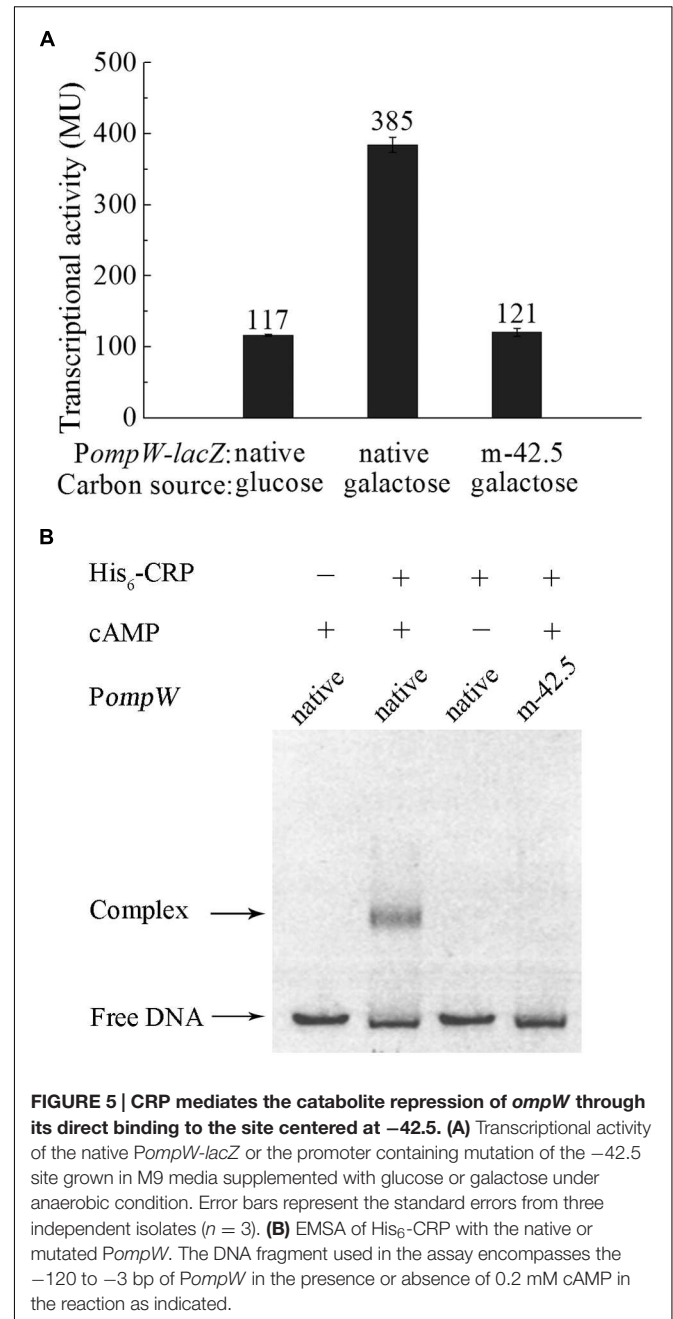 A
500
400
300
200
100
0
Transcriptional activity (MU)
117
385
121
PompW-lacZ: native native m-42.5
Carbon source: glucose galactose galactose
B
His6-CRP − + + +
cAMP + + − +
PompW native native native m-42.5
Complex
Free DNA
FIGURE 5 | CRP mediates the catabolite repression of ompW through
its direct binding to the site centered at −42.5. (A) Transcriptional activity
of the native PompW-lacZ or the promoter containing mutation of the −42.5
site grown in M9 media supplemented with glucose or galactose under
anaerobic condition. Error bars represent the standard errors from three
independent isolates (n = 3). (B) EMSA of His6-CRP with the native or
mutated PompW. The DNA fragment used in the assay encompasses the
−120 to −3 bp of PompW in the presence or absence of 0.2 mM cAMP in
the reaction as indicated.